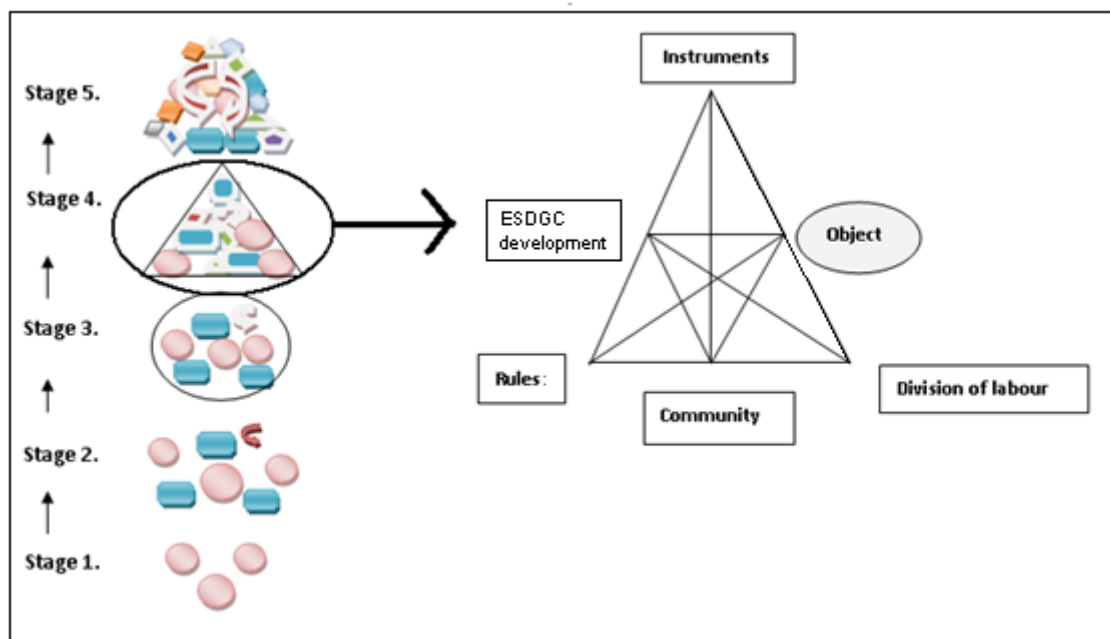 Stage 5.
Stage 4.
Stage 3.
Stage 2.
Stage 1.
Instruments
ESDGC
development
Object
Rules:
Community
Division of labour